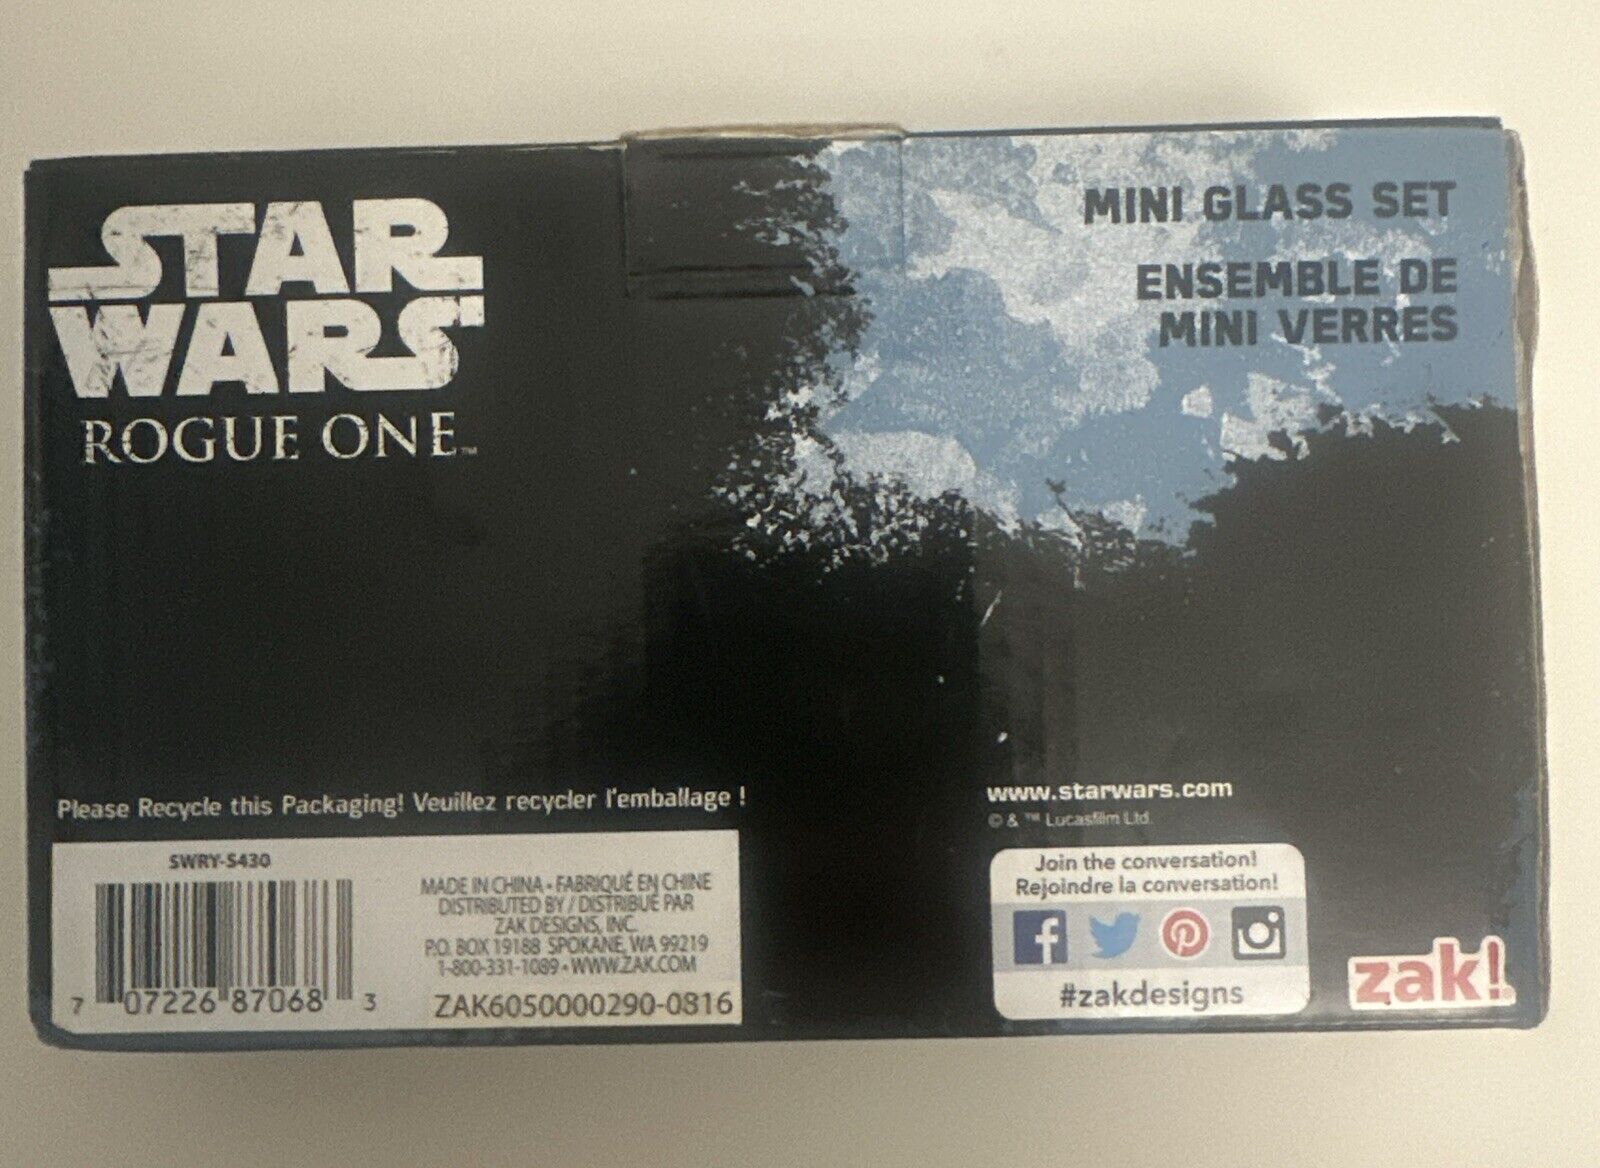 STAR
WARS
ROGUE ONE™
MINI GLASS SET
ENSEMBLE DE
MINI VERRES
Please Recycle this Packaging! Veuillez recycler l'emballage !
SWRY-S430
7 07226 87068 3
MADE IN CHINA • FABRIQUÉ EN CHINE
DISTRIBUTED BY / DISTRIBUÉ PAR
ZAK DESIGNS, INC.
P.O. BOX 19188 SPOKANE, WA 99219
1-800-331-1089 • WWW.ZAK.COM
ZAK6050000290-0816
www.starwars.com
© & ™ Lucasfilm Ltd.
Join the conversation!
Rejoindre la conversation!
#zakdesigns
zak!